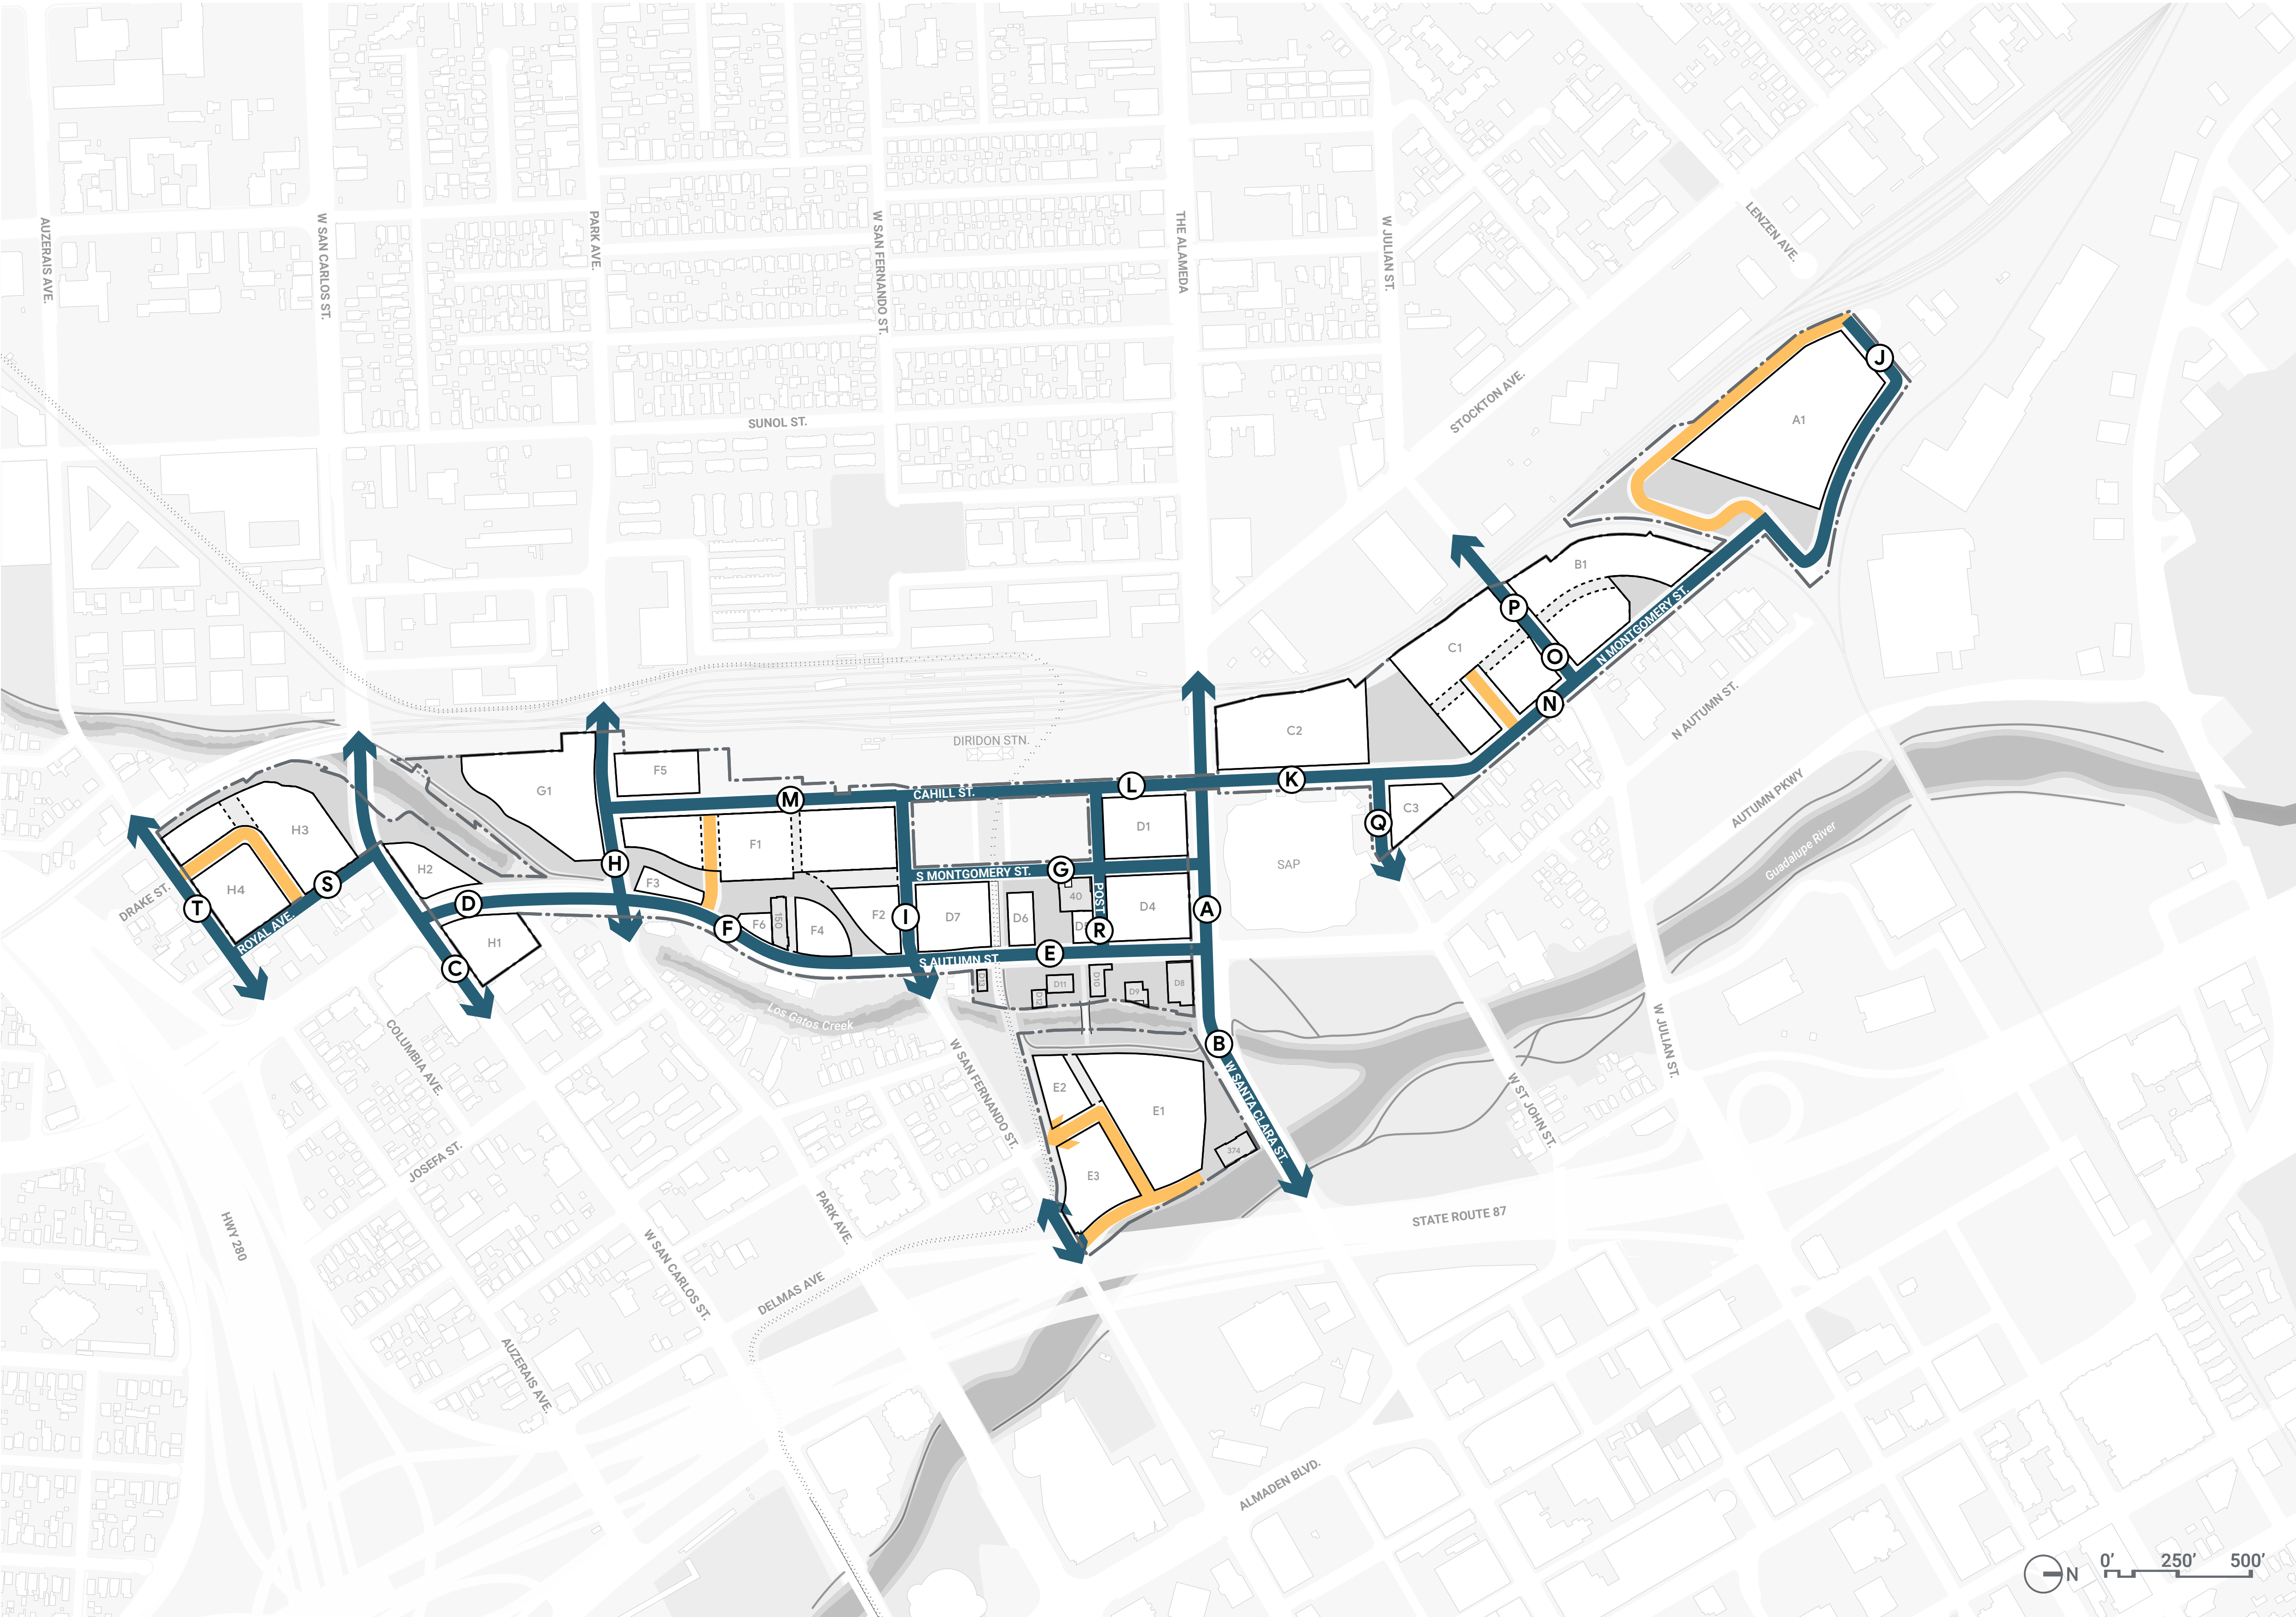 AUZERAIS AVE.
W SAN CARLOS ST.
PARK AVE.
W SAN FERNANDO ST.
THE ALAMEDA
W JULIAN ST.
LENZEN AVE.
STOCKTON AVE.
SUNOL ST.
J
A1
P
B1
O
C1
N MONTGOMERY ST.
N
N AUTUMN ST.
DIRIDON STN.
C2
K
L
CAHILL ST.
M
F5
G1
C3
Q
AUTUMN PKWY
Guadalupe River
H3
H2
H
F1
F3
D1
SAP
S MONTGOMERY ST.
G
POST
40
D4
A
H4
S
T
DRAKE ST.
ROYAL AVE.
D
H1
C
F
F6
150
F4
F2
I
D7
D6
R
S AUTUMN ST.
E
D13
D12
D11
D10
D9
D8
Los Gatos Creek
B
W SANTA CLARA ST.
COLUMBIA AVE.
W SAN FERNANDO ST.
E2
E1
E3
374
W ST JOHN ST.
W JULIAN ST.
JOSEFA ST.
PARK AVE.
HWY 280
W SAN CARLOS ST.
STATE ROUTE 87
DELMAS AVE
AUZERAIS AVE.
ALMADEN BLVD.
N
0' 250' 500'